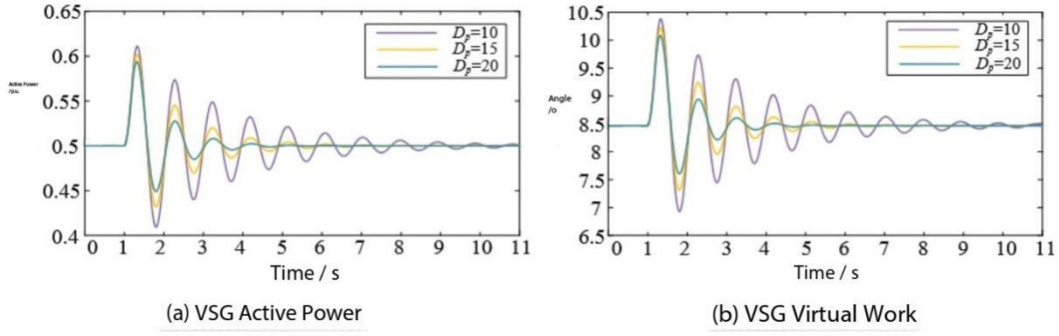 0.65
0.6
0.55
0.5
0.45
0.4
Active Power
/pu
Dp=10
Dp=15
Dp=20
0 1 2 3 4 5 6 7 8 9 10 11
Time / s
(a) VSG Active Power
10.5
10
9.5
9
8.5
8
7.5
7
6.5
Angle
/o
Dp=10
Dp=15
Dp=20
0 1 2 3 4 5 6 7 8 9 10 11
Time / s
(b) VSG Virtual Work